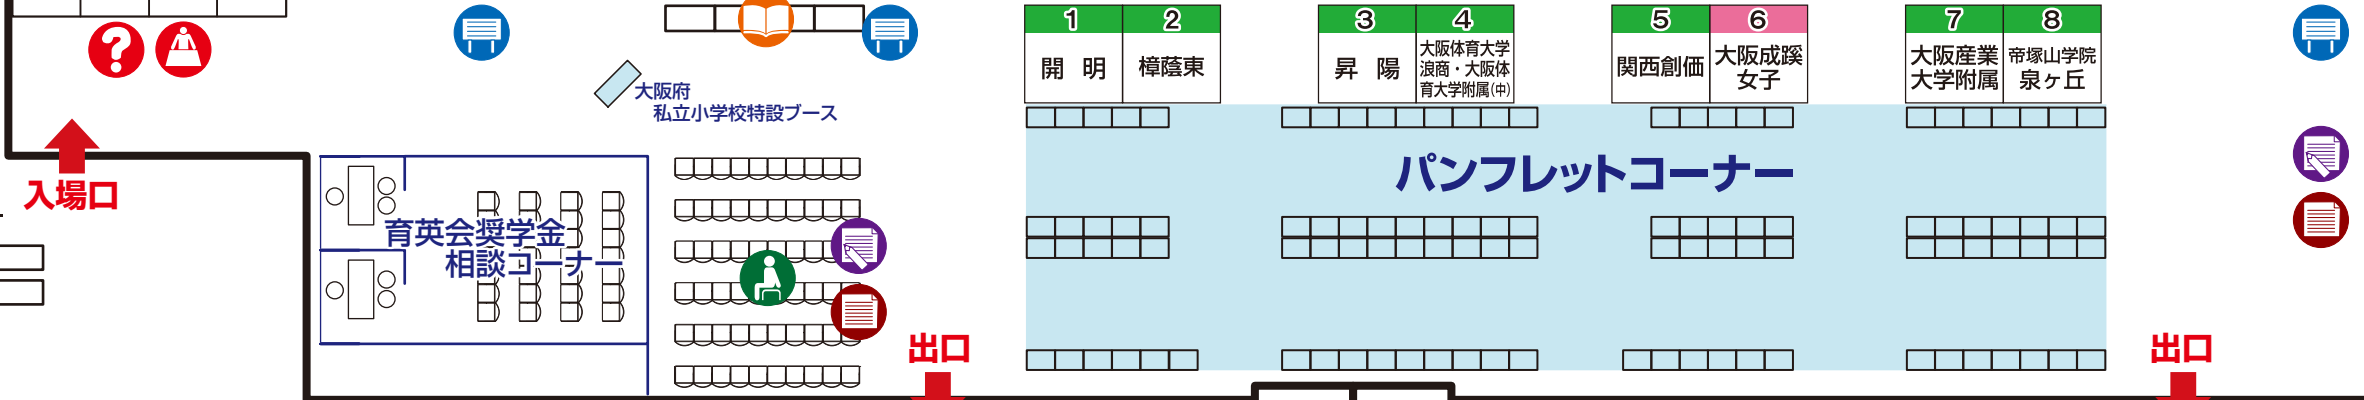 1 2 3 4 5 6 7 8
開 明
樟蔭東
昇 陽
大阪体育大学
浪商・大阪体
育大学附属(中)
関西創価
大阪成蹊
女子
大阪産業
大学附属
帝塚山学院
泉ヶ丘
?
大阪府
私立小学校特設ブース
入場口
育英会奨学金
相談コーナー
パンフレットコーナー
出口
出口